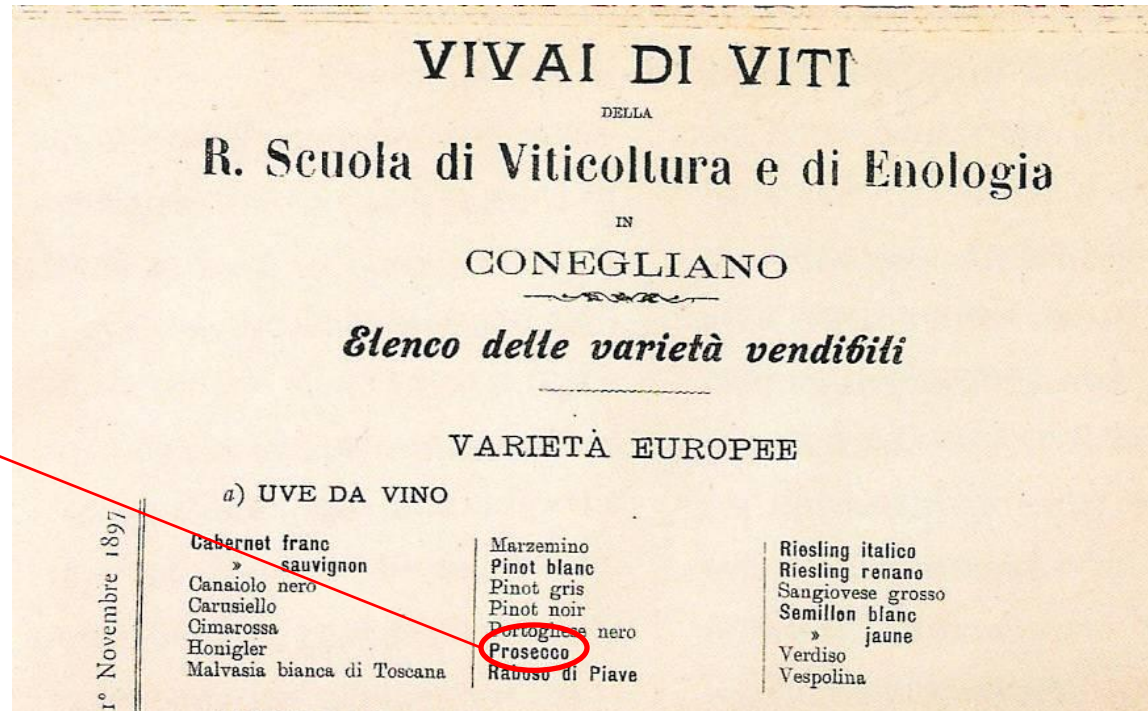 VIVAI DI VITI
DELLA
R. Scuola di Viticoltura e di Enologia
IN
CONEGLIANO
Elenco delle varietà vendibili
VARIETÀ EUROPEE
a) UVE DA VINO
Cabernet franc
» sauvignon
Canaiolo nero
Carusiello
Cimarossa
Honigler
Malvasia bianca di Toscana
Marzemino
Pinot blanc
Pinot gris
Pinot noir
Portoghese nero
Prosecco
Raboso di Piave
Riesling italico
Riesling renano
Sangiovese grosso
Semillon blanc
» jaune
Verdiso
Vespolina
1° Novembre 1897